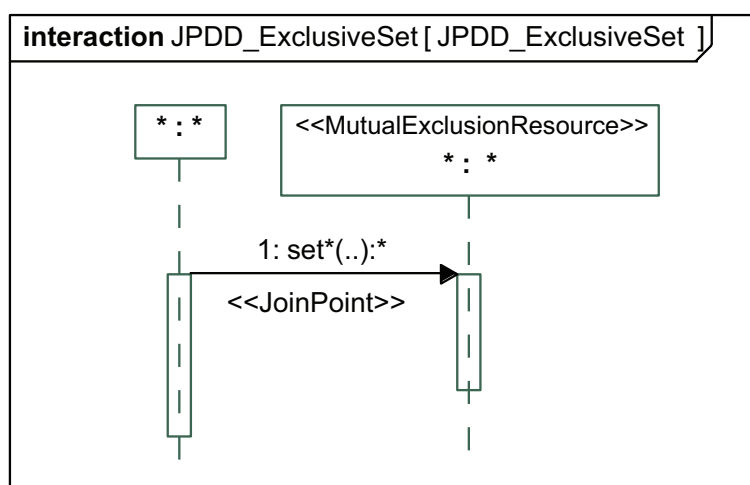 interaction JPDD_ExclusiveSet [ JPDD_ExclusiveSet ]
* : *
<<MutualExclusionResource>>
* : *
1: set*(..):*
<<JoinPoint>>